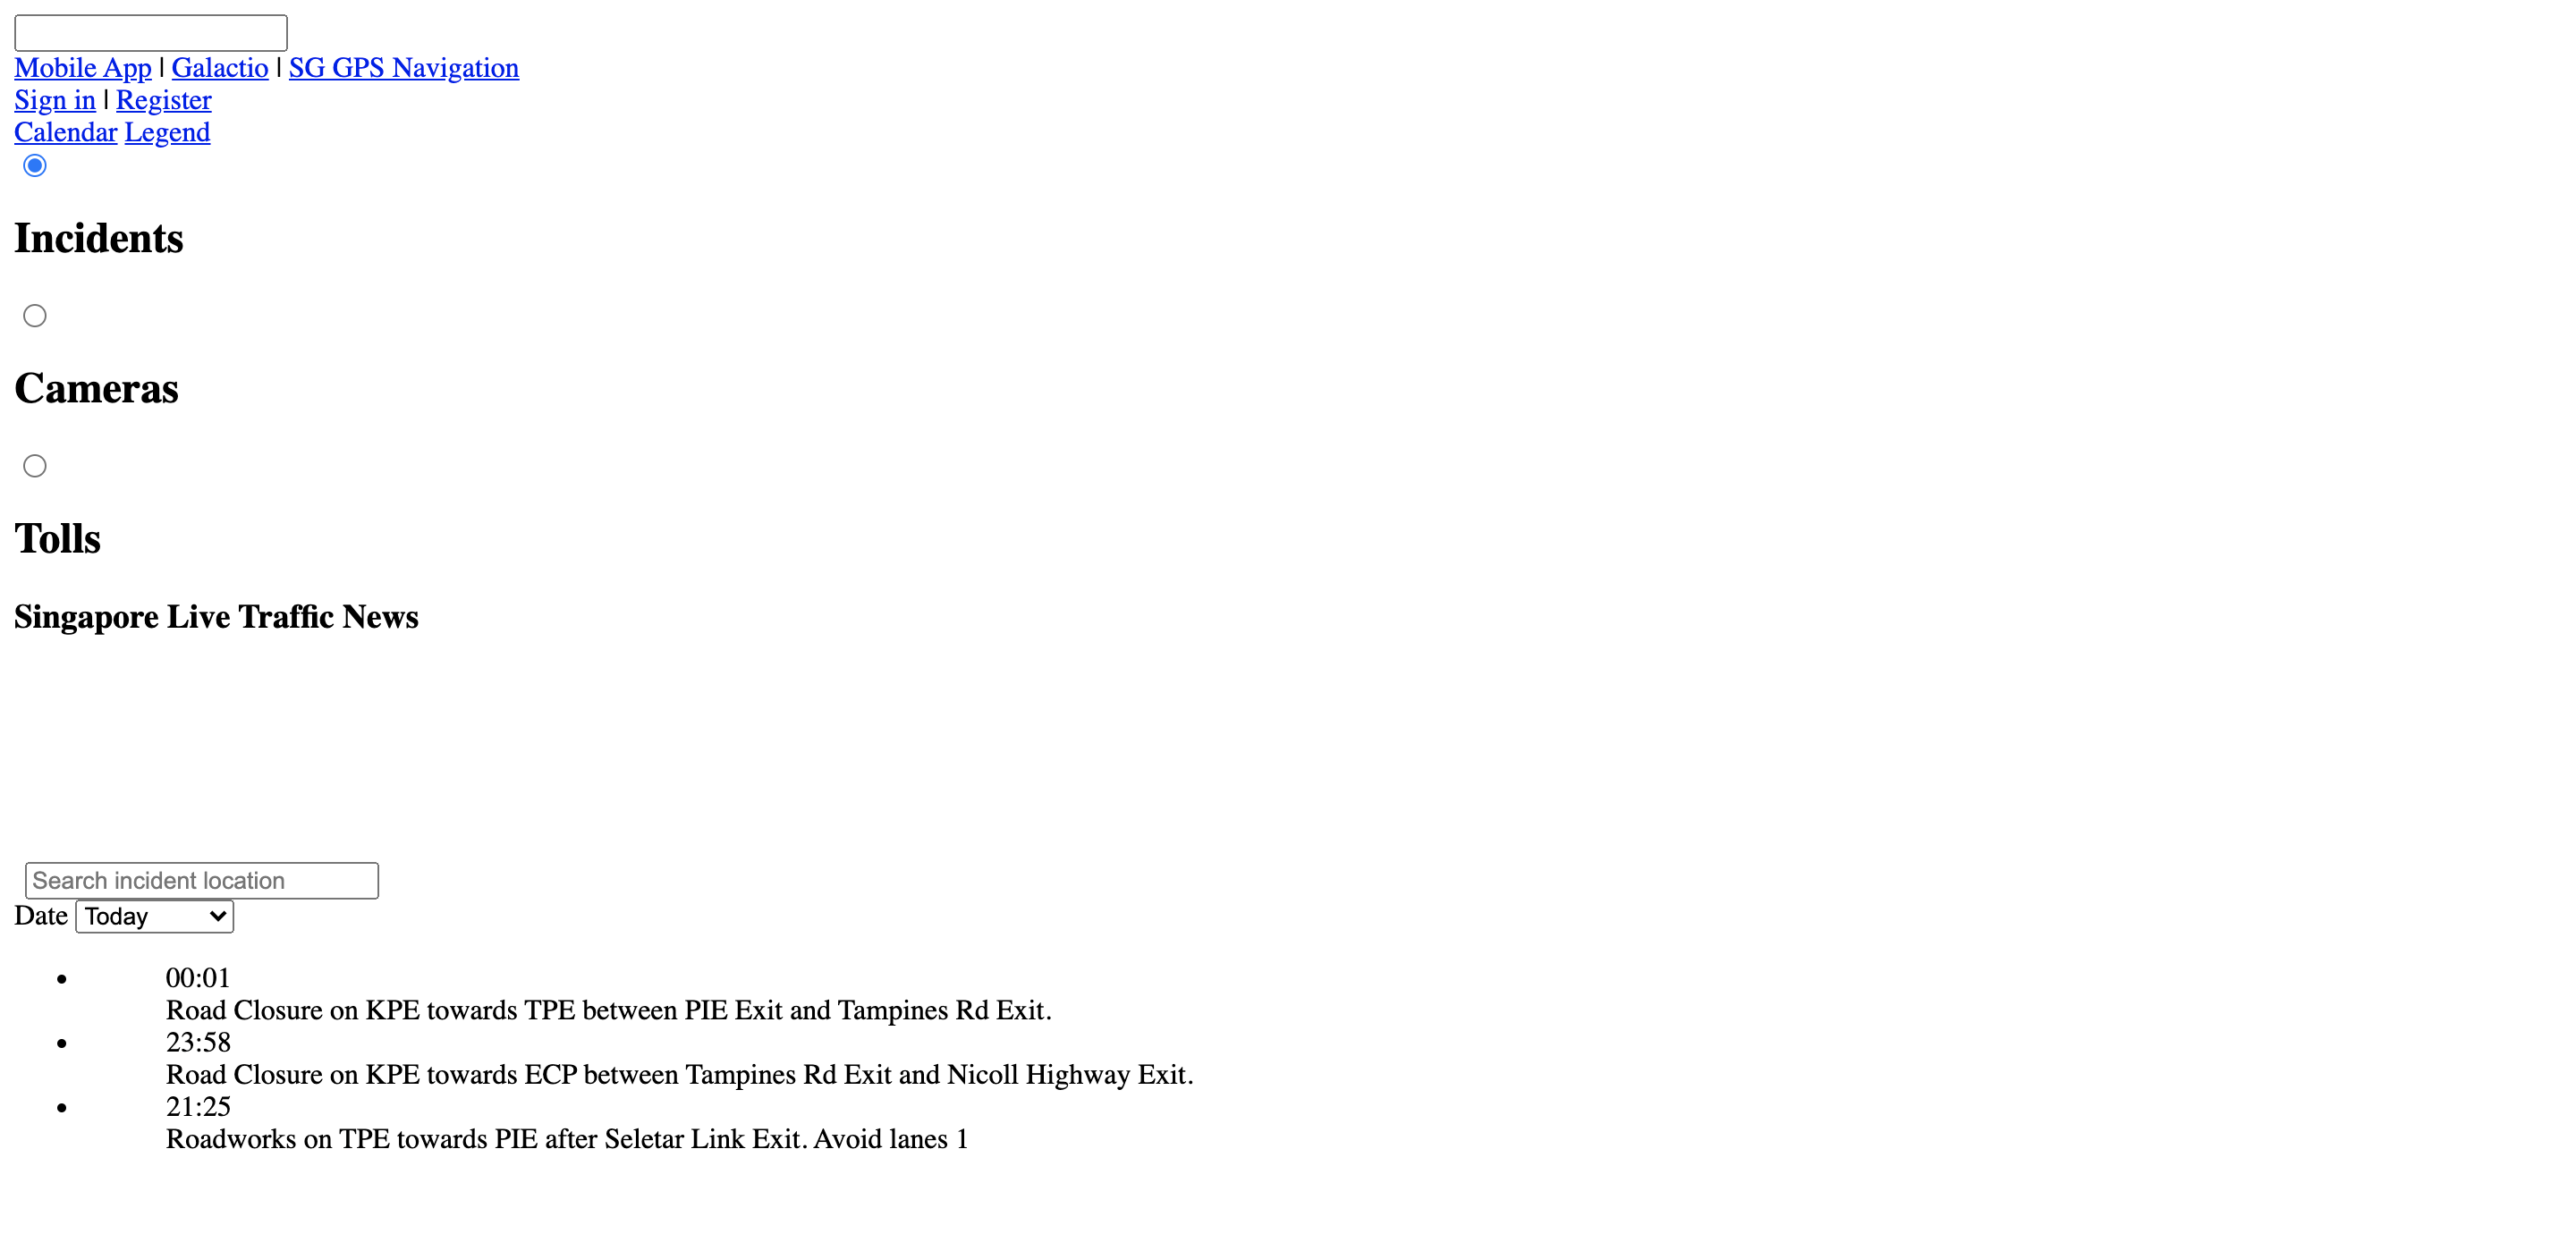 Mobile App | Galactio | SG GPS Navigation
Sign in | Register
Calendar Legend
Incidents
Cameras
Tolls
Singapore Live Traffic News
Search incident location
Date Today
00:01
Road Closure on KPE towards TPE between PIE Exit and Tampines Rd Exit.
23:58
Road Closure on KPE towards ECP between Tampines Rd Exit and Nicoll Highway Exit.
21:25
Roadworks on TPE towards PIE after Seletar Link Exit. Avoid lanes 1